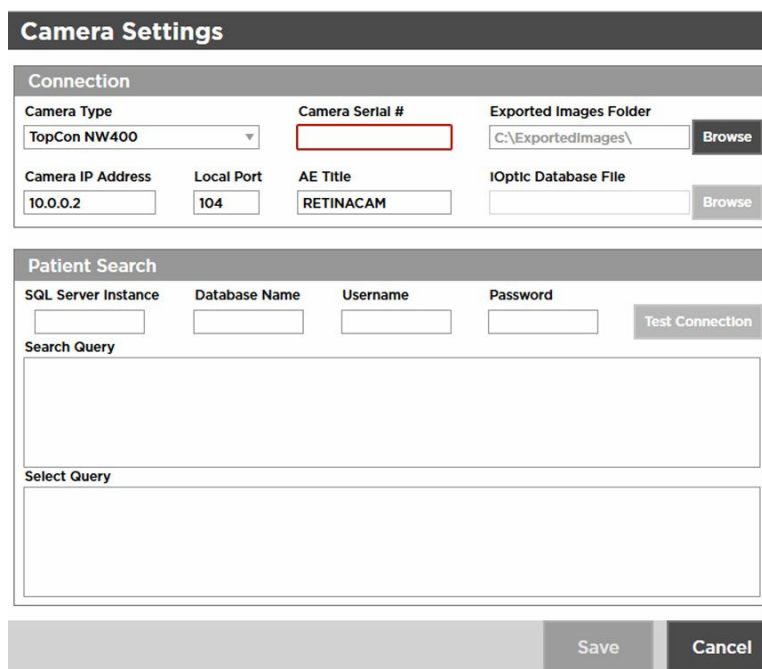 Camera Settings
Connection
Camera Type Camera Serial # Exported Images Folder
TopCon NW400 C:\ExportedImages\ Browse
Camera IP Address Local Port AE Title IOptic Database File
10.0.0.2 104 RETINACAM Browse
Patient Search
SQL Server Instance Database Name Username Password
Test Connection
Search Query
Select Query
Save Cancel